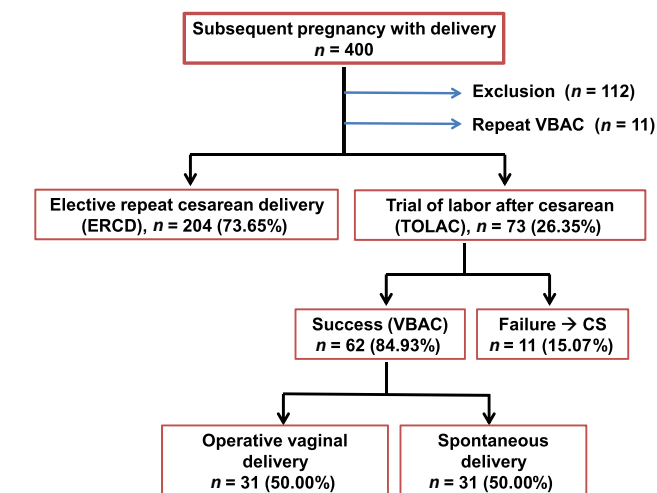 Subsequent pregnancy with delivery
n = 400
Exclusion (n = 112)
Repeat VBAC (n = 11)
Elective repeat cesarean delivery
(ERCD), n = 204 (73.65%)
Trial of labor after cesarean
(TOLAC), n = 73 (26.35%)
Success (VBAC)
n = 62 (84.93%)
Failure → CS
n = 11 (15.07%)
Operative vaginal
delivery
n = 31 (50.00%)
Spontaneous
delivery
n = 31 (50.00%)